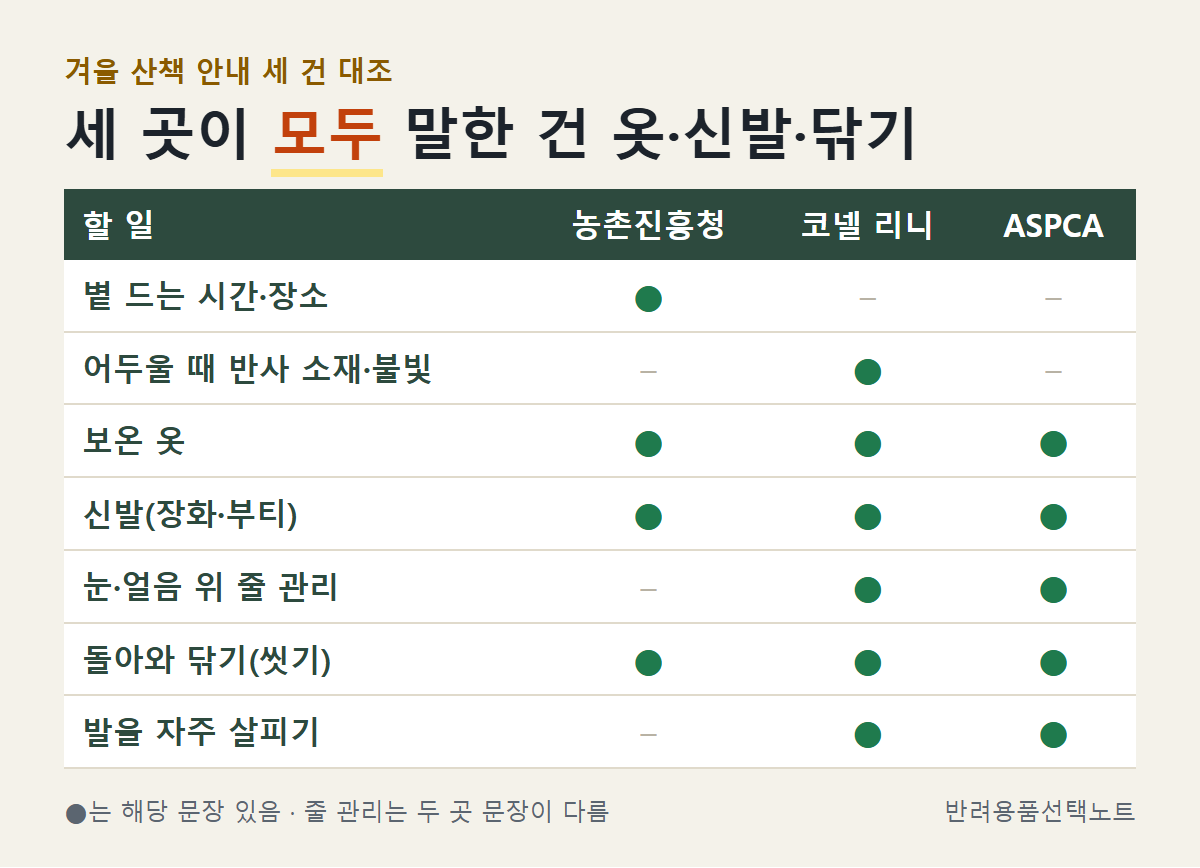 겨울 산책 안내 세 건 대조
세 곳이 모두 말한 건 옷·신발·닦기
할 일 농촌진흥청 코넬 리니 ASPCA
볕 드는 시간·장소 ● – –
어두울 때 반사 소재·불빛 – ● –
보온 옷 ● ● ●
신발(장화·부티) ● ● ●
눈·얼음 위 줄 관리 – ● ●
돌아와 닦기(씻기) ● ● ●
발을 자주 살피기 – ● ●
●는 해당 문장 있음 · 줄 관리는 두 곳 문장이 다름 반려용품선택노트